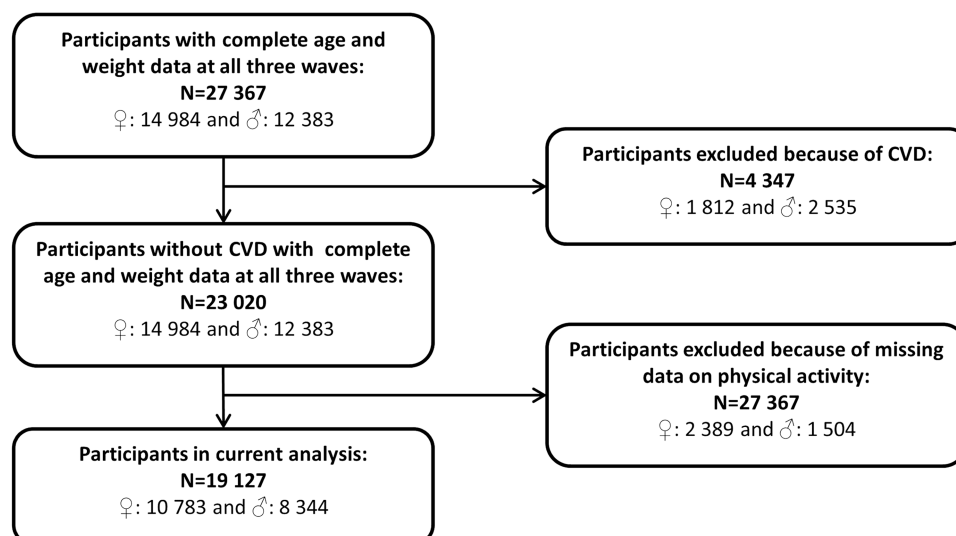 Participants with complete age and
weight data at all three waves:
N=27 367
♀: 14 984 and ♂: 12 383
Participants excluded because of CVD:
N=4 347
♀: 1 812 and ♂: 2 535
Participants without CVD with complete
age and weight data at all three waves:
N=23 020
♀: 14 984 and ♂: 12 383
Participants excluded because of missing
data on physical activity:
N=27 367
♀: 2 389 and ♂: 1 504
Participants in current analysis:
N=19 127
♀: 10 783 and ♂: 8 344